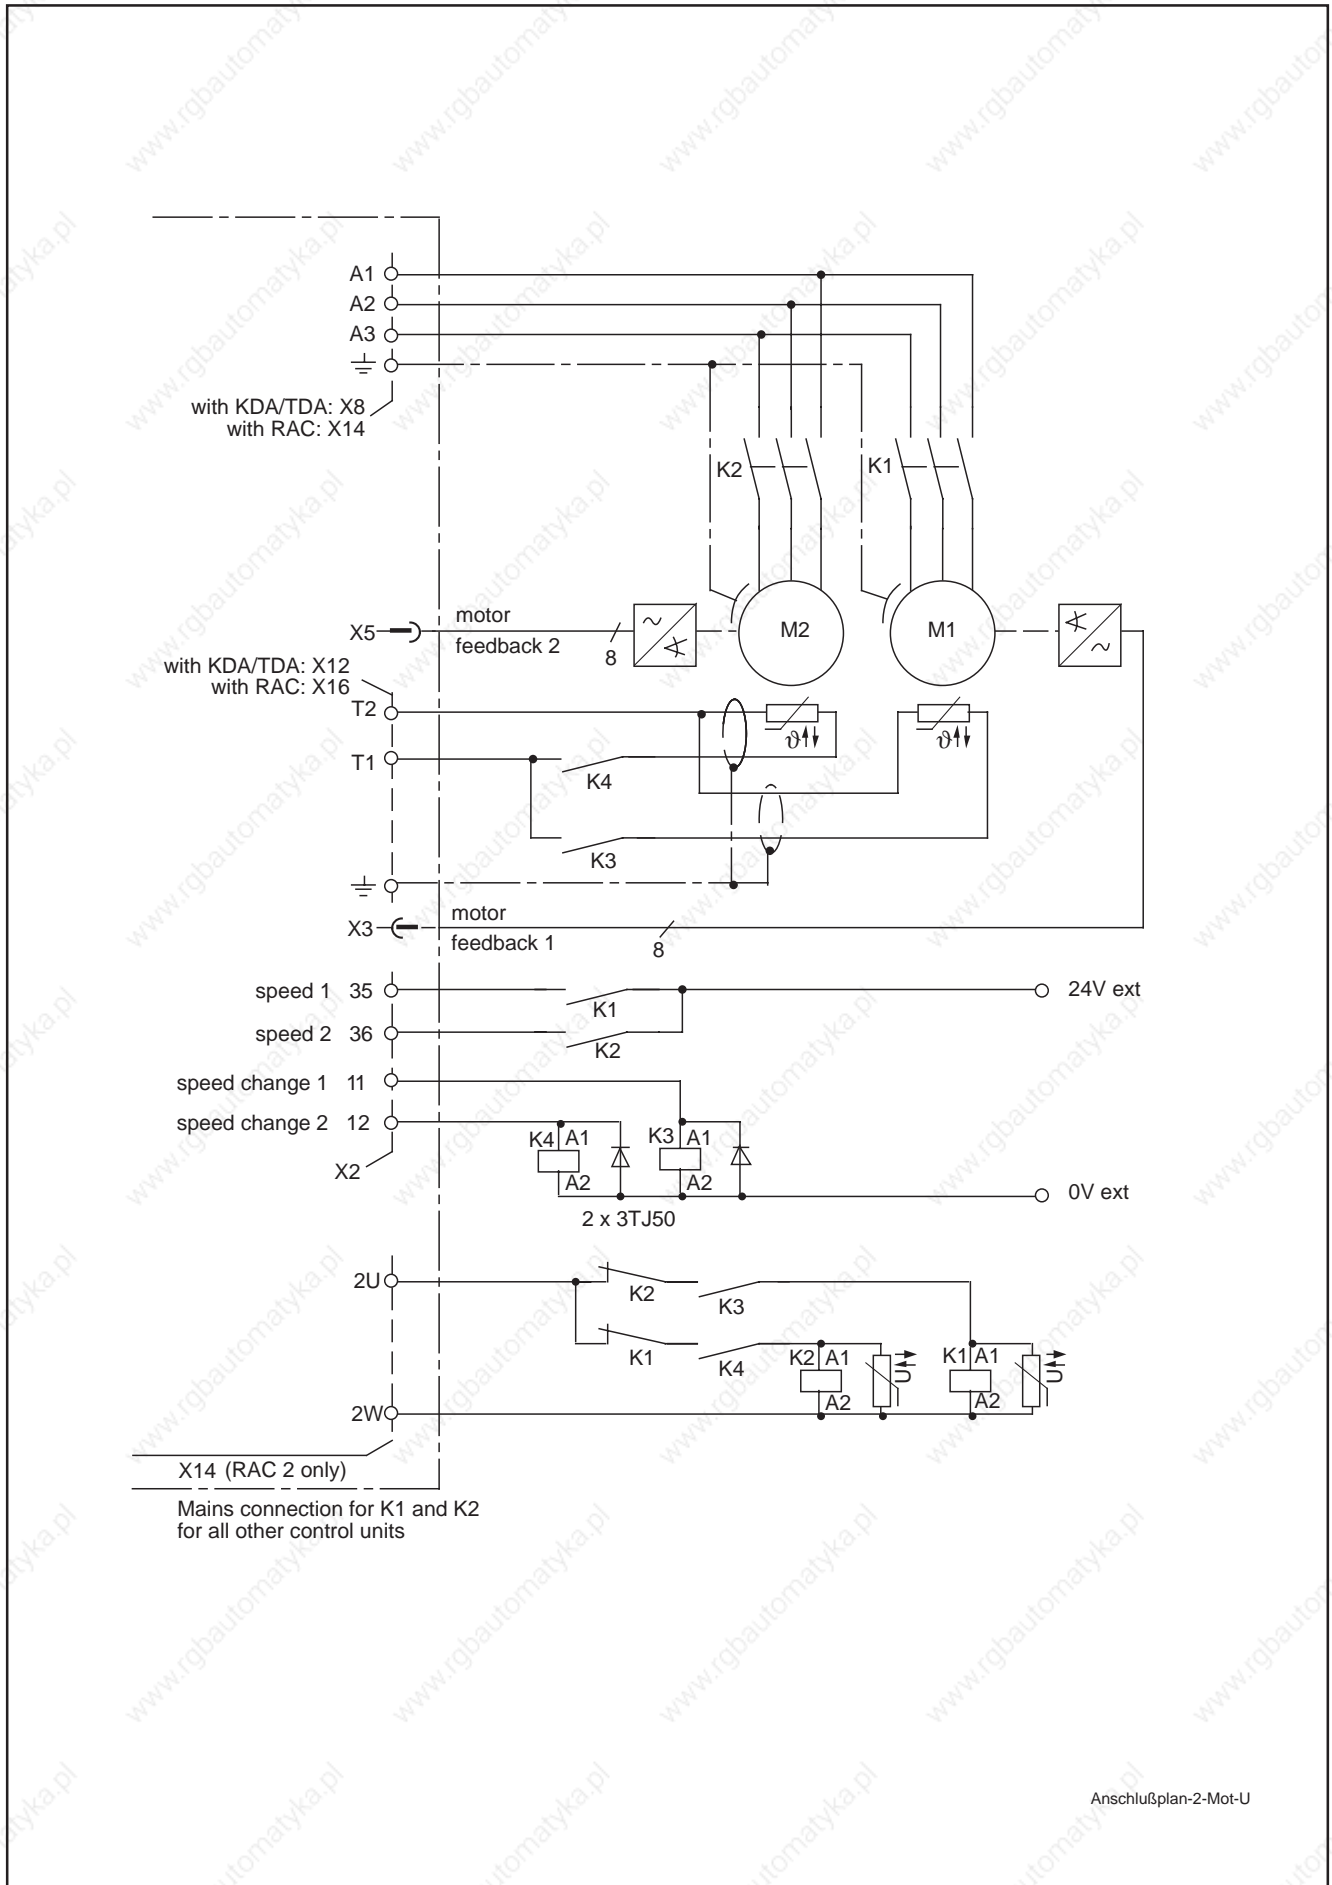 A1
A2
A3
with KDA/TDA: X8
with RAC: X14
K2
K1
X5
motor
feedback 2
8
M2
M1
with KDA/TDA: X12
with RAC: X16
T2
ϑ
ϑ
T1
K4
K3
X3
motor
feedback 1
8
speed 1 35
K1
24V ext
speed 2 36
K2
speed change 1 11
speed change 2 12
K4 A1
K3 A1
A2
A2
X2
0V ext
2 x 3TJ50
2U
K2
K3
K1
K4
K2 A1
U
K1 A1
U
A2
A2
2W
X14 (RAC 2 only)
Mains connection for K1 and K2
for all other control units
Anschlußplan-2-Mot-U
www.rgbautomatyka.pl